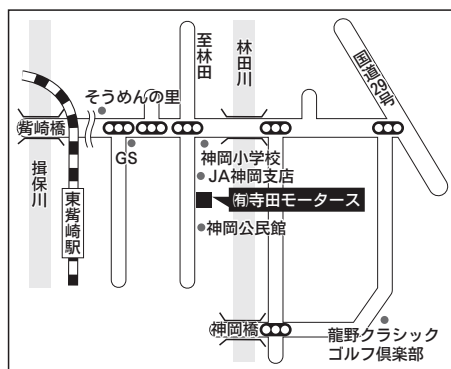 至林田
林田川
国道29号
そうめんの里
觜崎橋
揖保川
東觜崎駅
GS
神岡小学校
JA神岡支店
㈲寺田モータース
神岡公民館
神岡橋
龍野クラシック
ゴルフ倶楽部